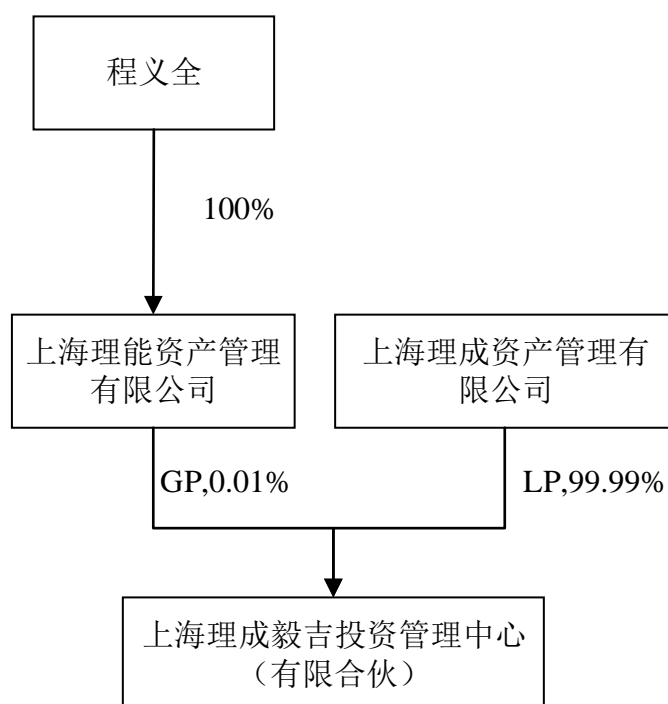 程义全
100%
上海理能资产管理
有限公司
上海理成资产管理有
限公司
GP,0.01%
LP,99.99%
上海理成毅吉投资管理中心
（有限合伙）